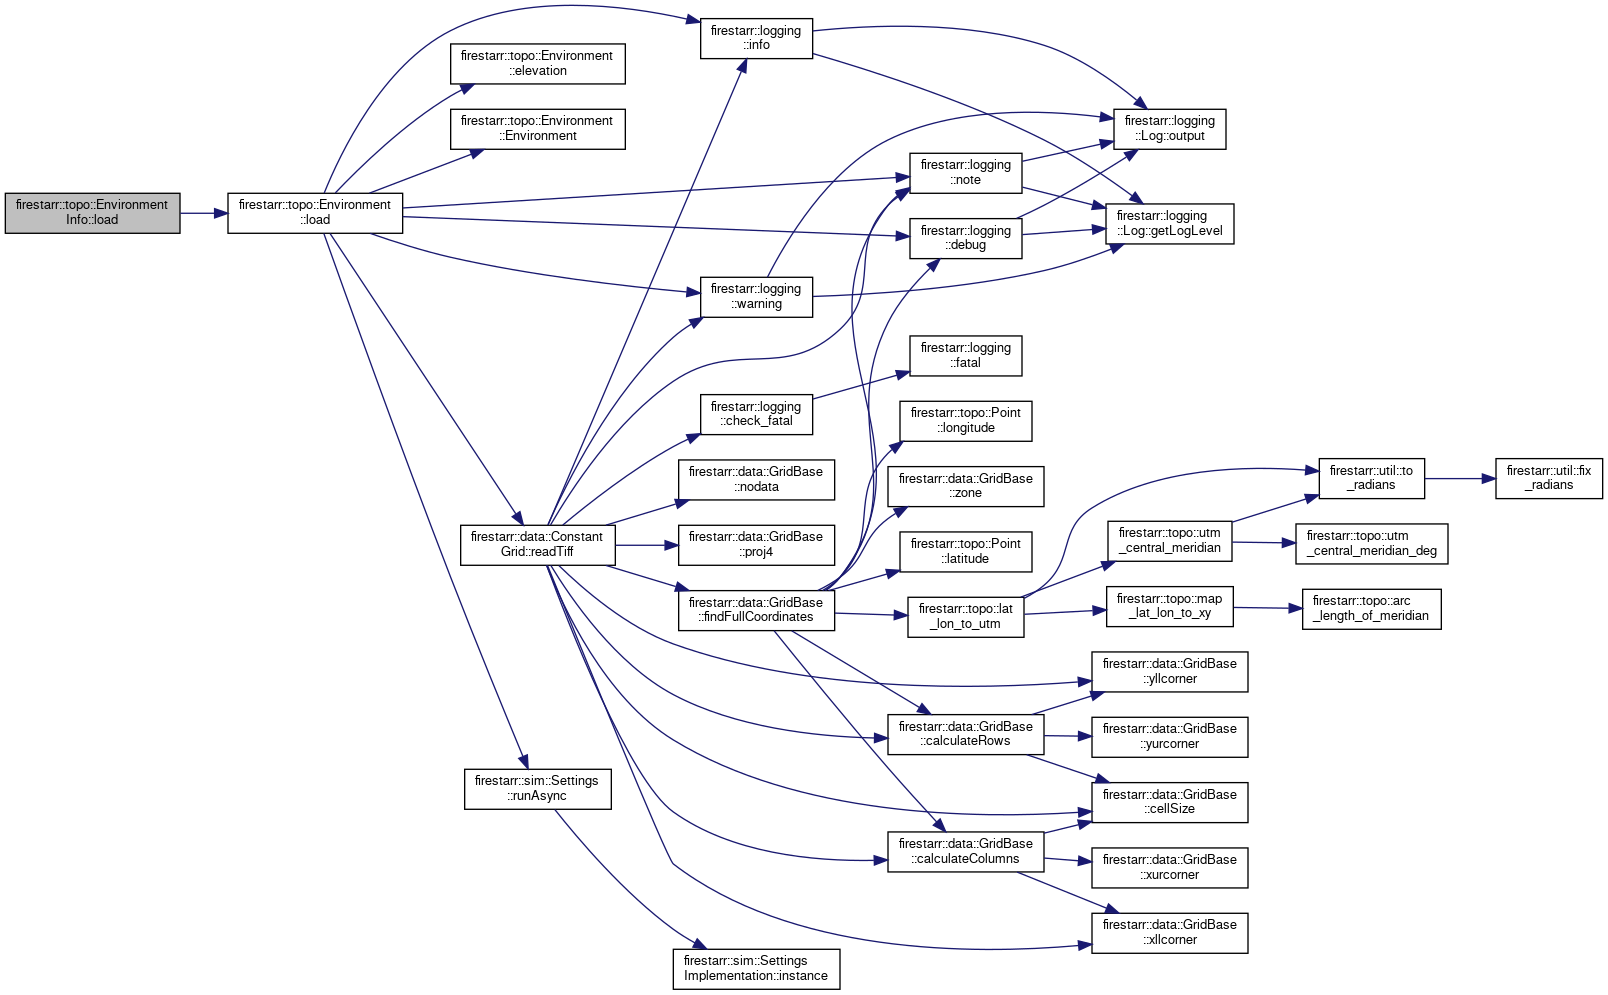 firestarr::topo::Environment
Info::load
firestarr::topo::Environment
::load
firestarr::topo::Environment
::elevation
firestarr::topo::Environment
::Environment
firestarr::data::Constant
Grid::readTiff
firestarr::sim::Settings
::runAsync
firestarr::logging
::info
firestarr::logging
::warning
firestarr::logging
::check_fatal
firestarr::data::GridBase
::nodata
firestarr::data::GridBase
::proj4
firestarr::data::GridBase
::findFullCoordinates
firestarr::sim::Settings
Implementation::instance
firestarr::logging
::note
firestarr::logging
::debug
firestarr::logging
::fatal
firestarr::topo::Point
::longitude
firestarr::data::GridBase
::zone
firestarr::topo::Point
::latitude
firestarr::topo::lat
_lon_to_utm
firestarr::data::GridBase
::calculateRows
firestarr::data::GridBase
::calculateColumns
firestarr::logging
::Log::output
firestarr::logging
::Log::getLogLevel
firestarr::topo::utm
_central_meridian
firestarr::topo::map
_lat_lon_to_xy
firestarr::data::GridBase
::yllcorner
firestarr::data::GridBase
::yurcorner
firestarr::data::GridBase
::cellSize
firestarr::data::GridBase
::xurcorner
firestarr::data::GridBase
::xllcorner
firestarr::util::to
_radians
firestarr::topo::utm
_central_meridian_deg
firestarr::topo::arc
_length_of_meridian
firestarr::util::fix
_radians